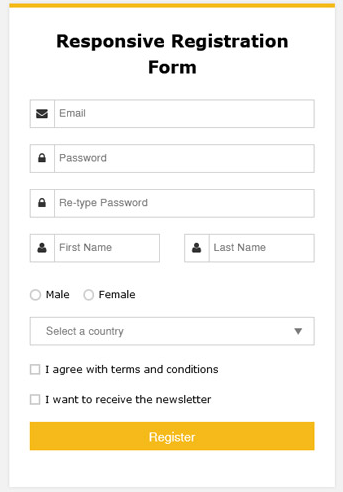 Responsive Registration
Form
Email
Password
Re-type Password
First Name Last Name
Male Female
Select a country
I agree with terms and conditions
I want to receive the newsletter
Register